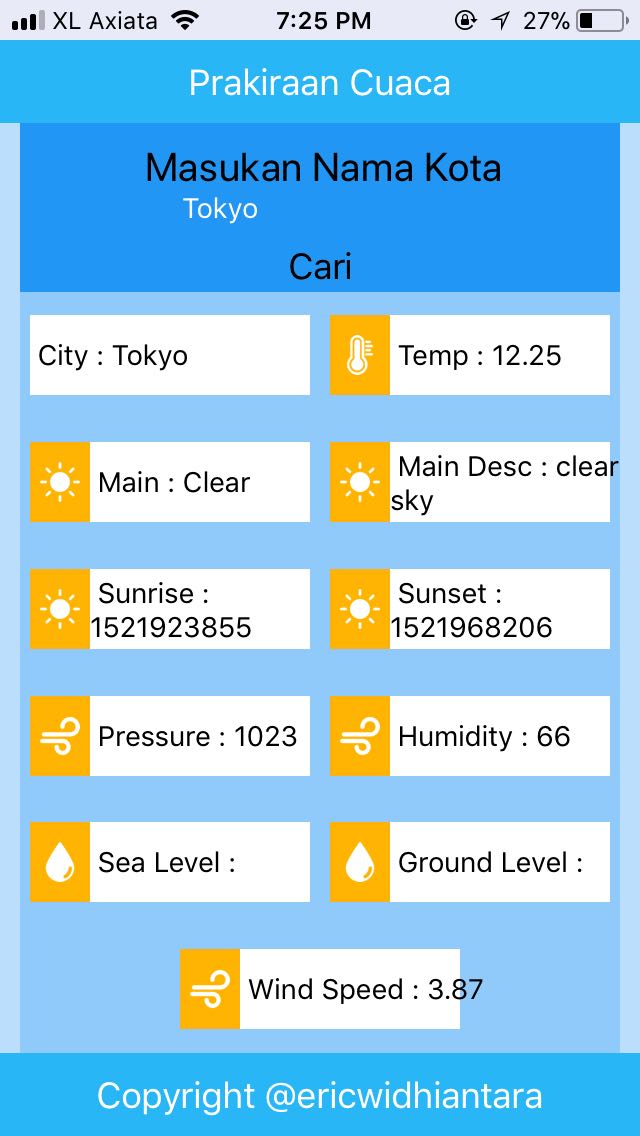 XL Axiata 7:25 PM 27%
Prakiraan Cuaca
Masukan Nama Kota
Tokyo
Cari
City : Tokyo
Temp : 12.25
Main : Clear
Main Desc : clear
sky
Sunrise :
1521923855
Sunset :
1521968206
Pressure : 1023
Humidity : 66
Sea Level :
Ground Level :
Wind Speed : 3.87
Copyright @ericwidhiantara